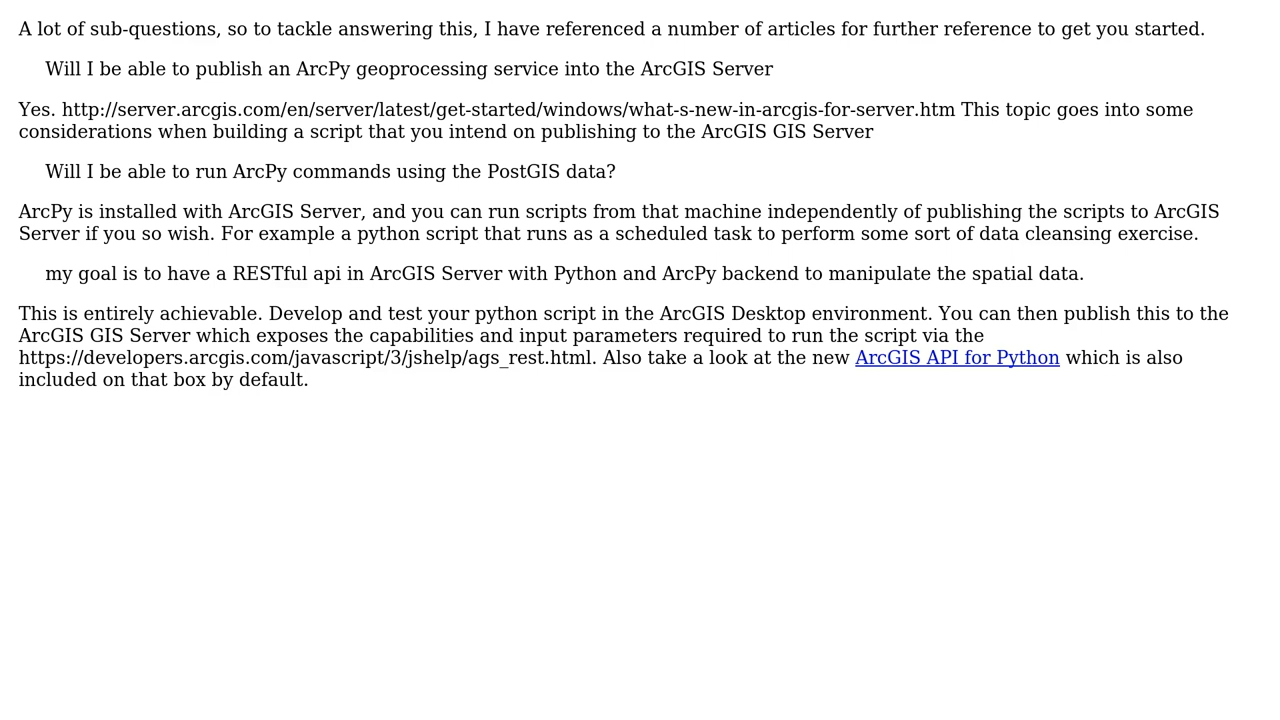 A lot of sub-questions, so to tackle answering this, I have referenced a number of articles for further reference to get you started.
Will I be able to publish an ArcPy geoprocessing service into the ArcGIS Server
Yes. http://server.arcgis.com/en/server/latest/get-started/windows/what-s-new-in-arcgis-for-server.htm This topic goes into some
considerations when building a script that you intend on publishing to the ArcGIS GIS Server
Will I be able to run ArcPy commands using the PostGIS data?
ArcPy is installed with ArcGIS Server, and you can run scripts from that machine independently of publishing the scripts to ArcGIS
Server if you so wish. For example a python script that runs as a scheduled task to perform some sort of data cleansing exercise.
my goal is to have a RESTful api in ArcGIS Server with Python and ArcPy backend to manipulate the spatial data.
This is entirely achievable. Develop and test your python script in the ArcGIS Desktop environment. You can then publish this to the
ArcGIS GIS Server which exposes the capabilities and input parameters required to run the script via the
https://developers.arcgis.com/javascript/3/jshelp/ags_rest.html. Also take a look at the new ArcGIS API for Python which is also
included on that box by default.